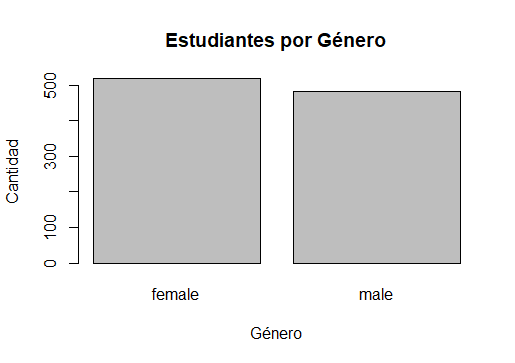 Estudiantes por Género
Cantidad
500
300
100
0
female
male
Género